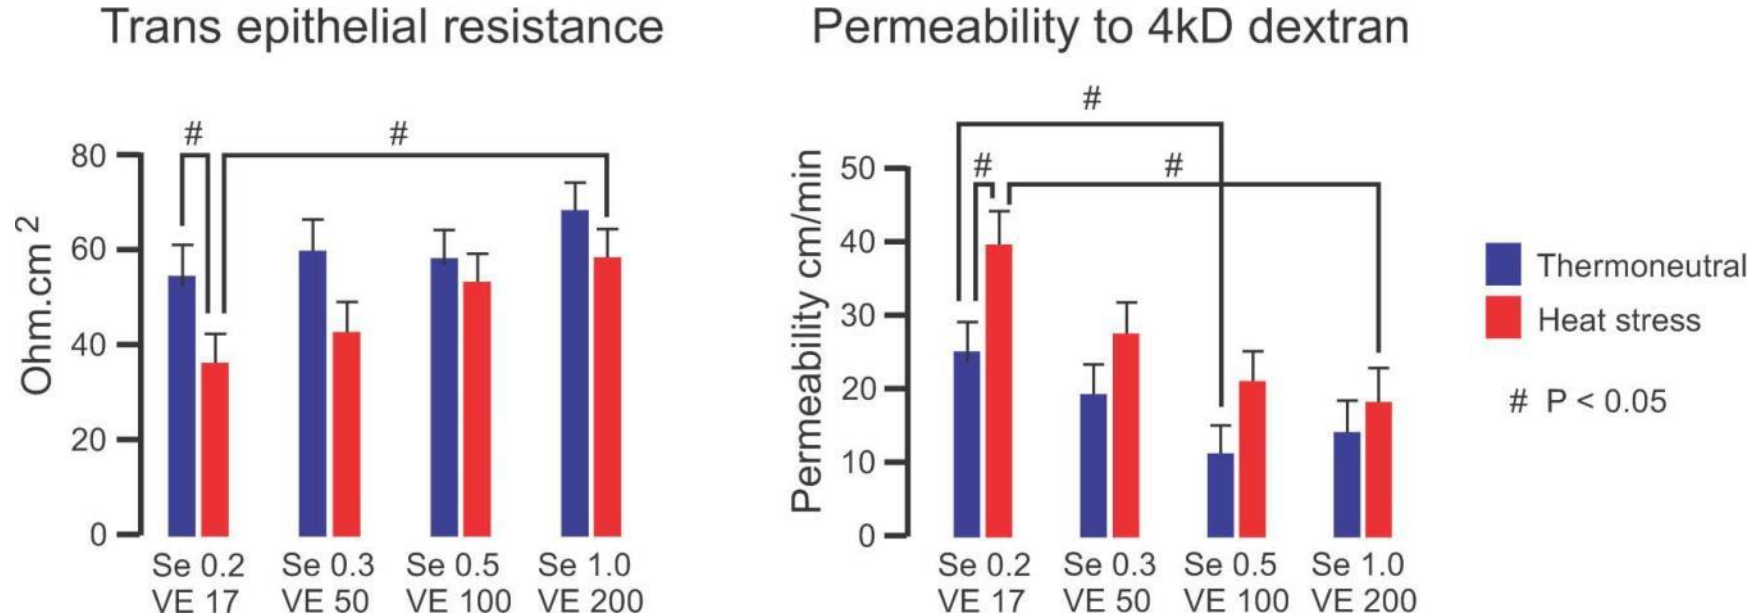 Trans epithelial resistance
Ohm.cm 2
80
60
40
20
0
#
#
Se 0.2
VE 17
Se 0.3
VE 50
Se 0.5
VE 100
Se 1.0
VE 200
Permeability to 4kD dextran
Permeability cm/min
50
40
30
20
10
0
#
#
#
Se 0.2
VE 17
Se 0.3
VE 50
Se 0.5
VE 100
Se 1.0
VE 200
Thermoneutral
Heat stress
# P < 0.05